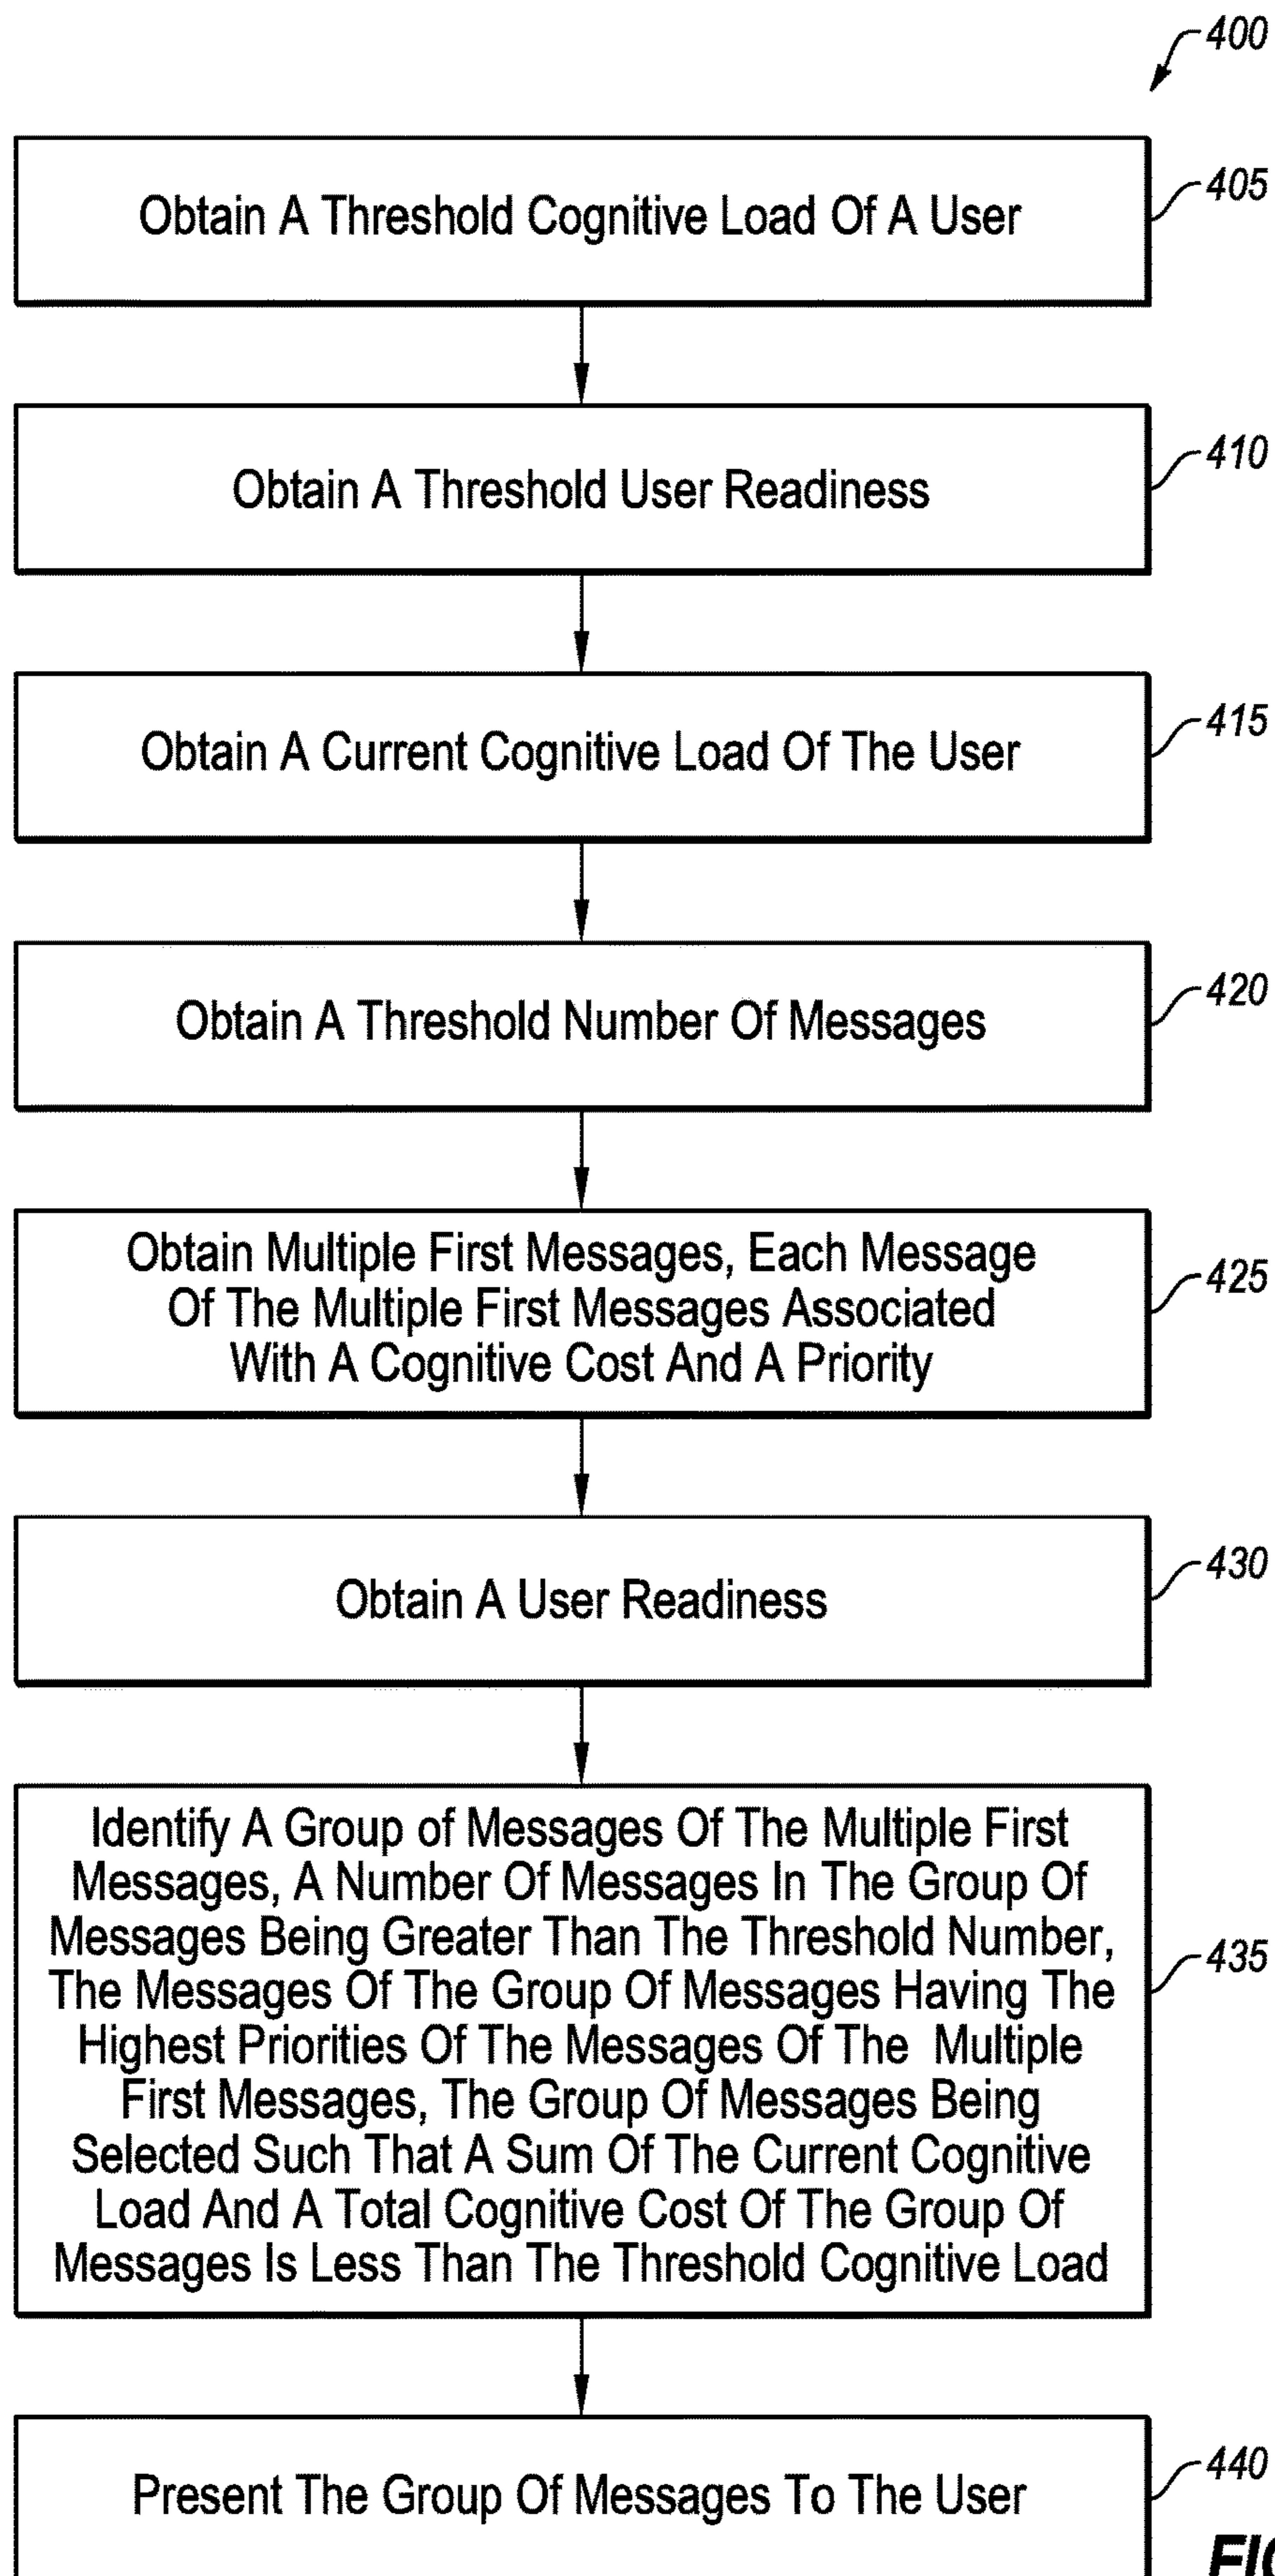 400
Obtain A Threshold Cognitive Load Of A User
405
Obtain A Threshold User Readiness
410
Obtain A Current Cognitive Load Of The User
415
Obtain A Threshold Number Of Messages
420
Obtain Multiple First Messages, Each Message
Of The Multiple First Messages Associated
With A Cognitive Cost And A Priority
425
Obtain A User Readiness
430
Identify A Group of Messages Of The Multiple First
Messages, A Number Of Messages In The Group Of
Messages Being Greater Than The Threshold Number,
The Messages Of The Group Of Messages Having The
Highest Priorities Of The Messages Of The Multiple
First Messages, The Group Of Messages Being
Selected Such That A Sum Of The Current Cognitive
Load And A Total Cognitive Cost Of The Group Of
Messages Is Less Than The Threshold Cognitive Load
435
Present The Group Of Messages To The User
440